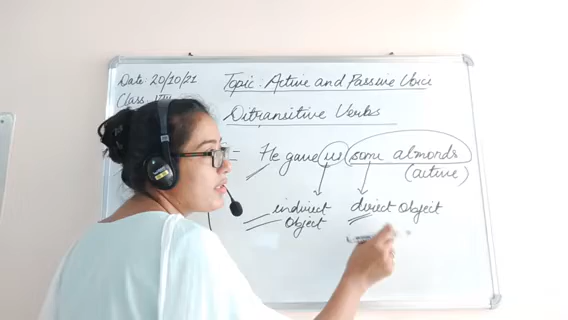 Date: 20/10/21
Topic: Active and Passive Voice
Class
Ditransitive Verbs
= He gave us some almonds
(active)
indirect Object
direct Object